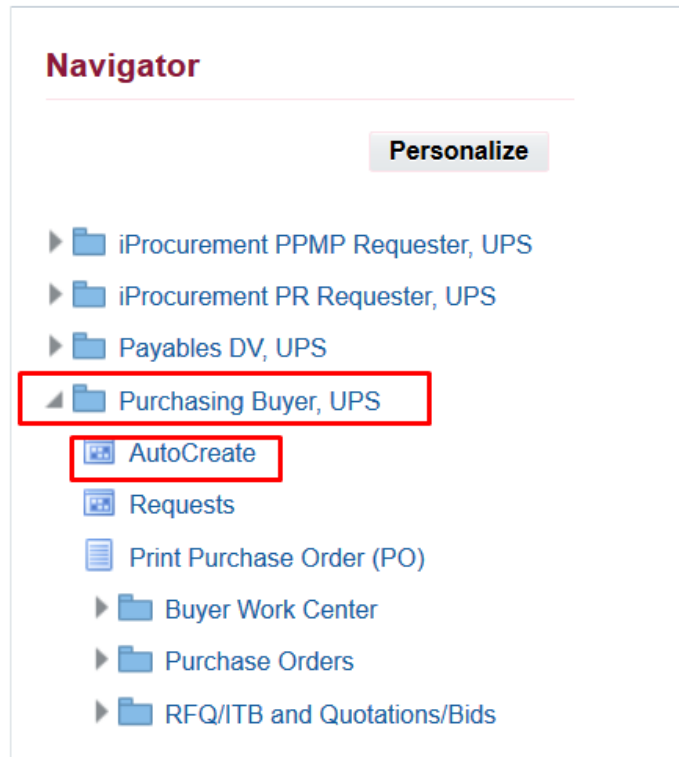 Navigator
Personalize
iProcurement PPMP Requester, UPS
iProcurement PR Requester, UPS
Payables DV, UPS
Purchasing Buyer, UPS
AutoCreate
Requests
Print Purchase Order (PO)
Buyer Work Center
Purchase Orders
RFQ/ITB and Quotations/Bids